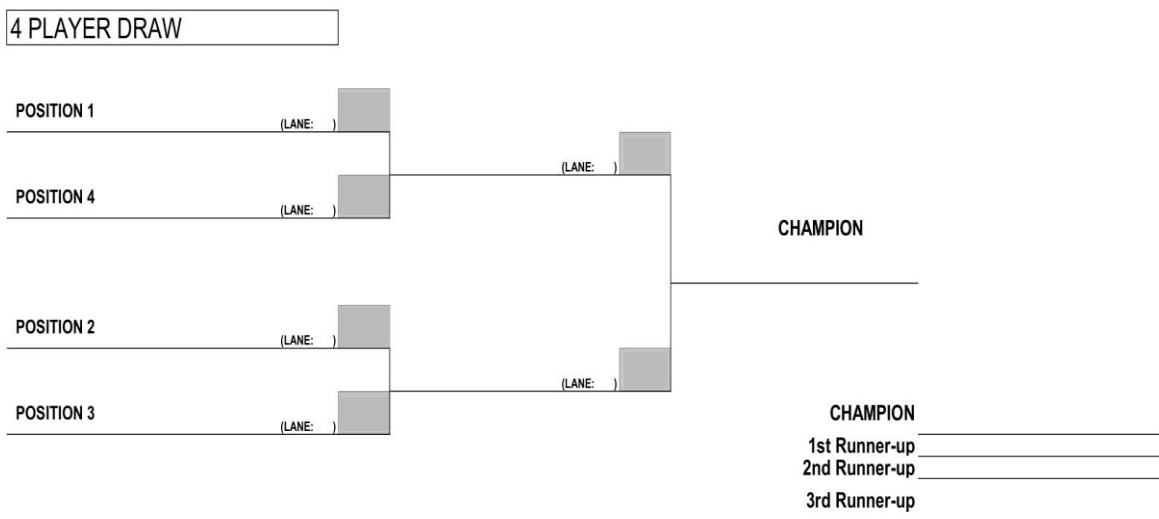 4 PLAYER DRAW
POSITION 1
(LANE: )
(LANE: )
POSITION 4
(LANE: )
CHAMPION
POSITION 2
(LANE: )
(LANE: )
POSITION 3
(LANE: )
CHAMPION
1st Runner-up
2nd Runner-up
3rd Runner-up